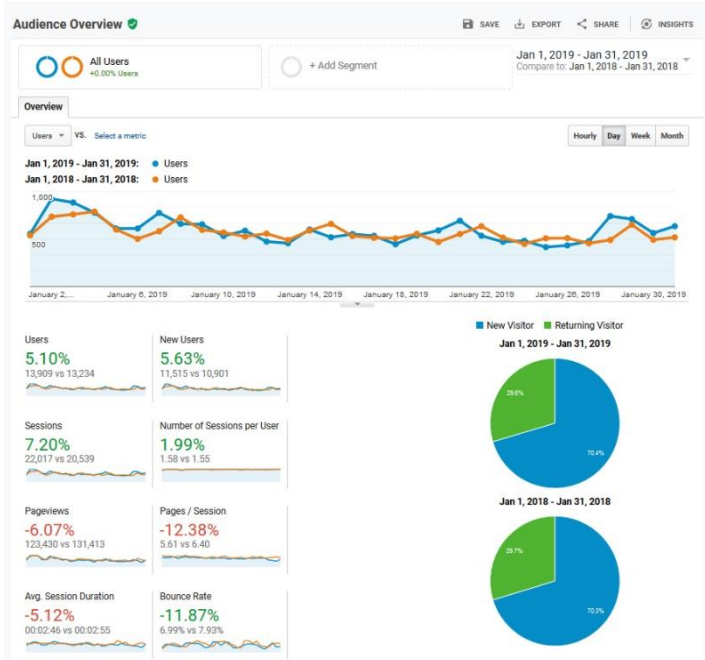 Audience Overview
SAVE EXPORT SHARE INSIGHTS
All Users
+0.00% Users
+ Add Segment
Jan 1, 2019 - Jan 31, 2019
Compare to: Jan 1, 2018 - Jan 31, 2018
Overview
Users VS. Select a metric
Hourly Day Week Month
Jan 1, 2019 - Jan 31, 2019: Users
Jan 1, 2018 - Jan 31, 2018: Users
1,000
500
January 2,... January 6, 2019 January 10, 2019 January 14, 2019 January 18, 2019 January 22, 2019 January 26, 2019 January 30, 2019
New Visitor Returning Visitor
Jan 1, 2019 - Jan 31, 2019
29.6%
70.4%
Jan 1, 2018 - Jan 31, 2018
29.7%
70.3%
Users
5.10%
13,909 vs 13,234
New Users
5.63%
11,515 vs 10,901
Sessions
7.20%
22,017 vs 20,539
Number of Sessions per User
1.99%
1.58 vs 1.55
Pageviews
-6.07%
123,430 vs 131,413
Pages / Session
-12.38%
5.61 vs 6.40
Avg. Session Duration
-5.12%
00:02:46 vs 00:02:55
Bounce Rate
-11.87%
6.99% vs 7.93%